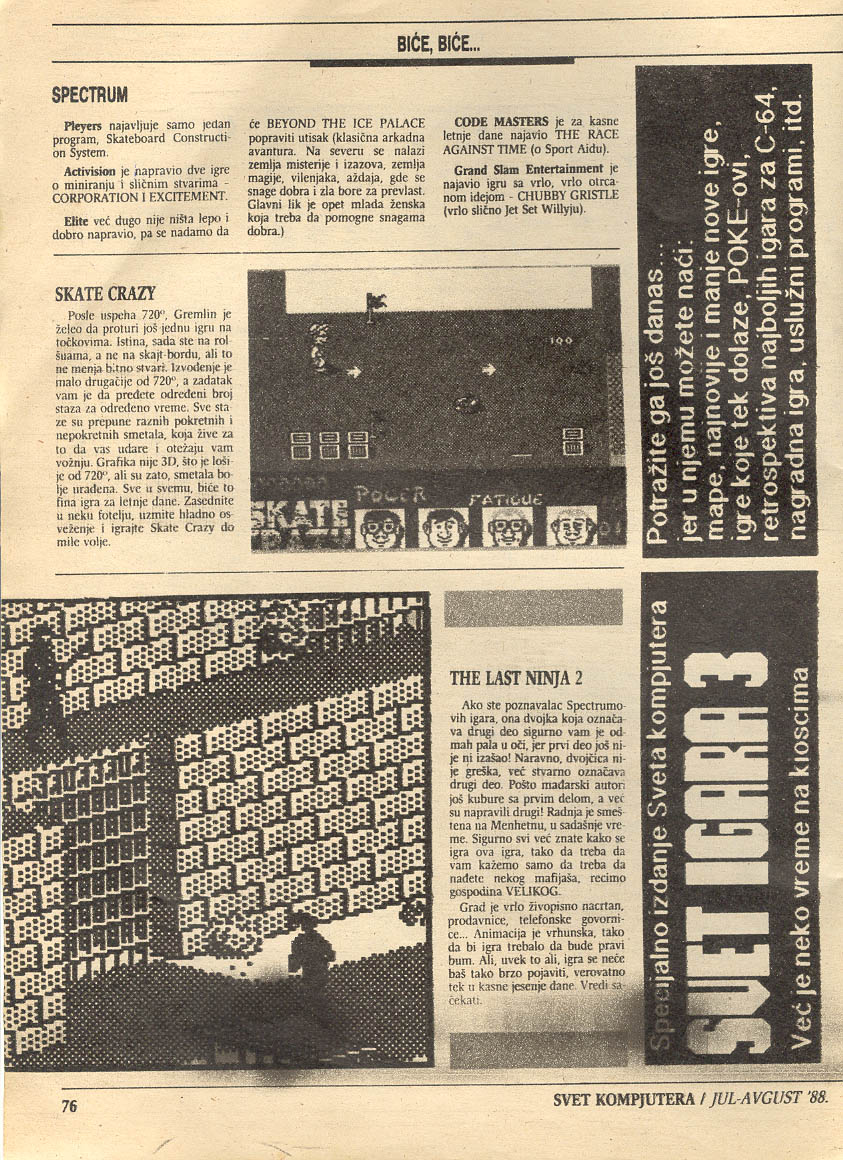 BIĆE, BIĆE...
SPECTRUM
Pleyers najavljuje samo jedan
program, Skateboard Constructi-
on System.
Activision je napravio dve igre
o miniranju i sličnim stvarima -
CORPORATION I EXCITEMENT.
Elite već dugo nije ništa lepo i
dobro napravio, pa se nadamo da
će BEYOND THE ICE PALACE
popraviti utisak (klasična arkadna
avantura. Na severu se nalazi
zemlja misterije i izazova, zemlja
magije, vilenjaka, aždaja, gde se
snage dobra i zla bore za prevlast.
Glavni lik je opet mlada ženska
koja treba da pomogne snagama
dobra.)
CODE MASTERS je za kasne
letnje dane najavio THE RACE
AGAINST TIME (o Sport Aidu).
Grand Slam Entertainment je
najavio igru sa vrlo, vrlo otrca-
nom idejom - CHUBBY GRISTLE
(vrlo slično Jet Set Willyju).
SKATE CRAZY
Posle uspeha 720°, Gremlin je
želeo da proturi još jednu igru na
točkovima. Istina, sada ste na rol-
šuama, a ne na skajt-bordu, ali to
ne menja bitno stvari. Izvođenje je
malo drugačije od 720°, a zadatak
vam je da pređete određeni broj
staza za određeno vreme. Sve sta-
ze su prepune raznih pokretnih i
nepokretnih smetala, koja žive za
to da vas udare i otežaju vam
vožnju. Grafika nije 3D, što je loši-
je od 720°, ali su zato, smetala bo-
lje urađena. Sve u svemu, biće to
fina igra za letnje dane. Zasednite
u neku fotelju, uzmite hladno os-
veženje i igrajte Skate Crazy do
mile volje.
100
POWER
FATIGUE
SKATE
THE LAST NINJA 2
Ako ste poznavalac Spectrumo-
vih igara, ona dvojka koja označa-
va drugi deo sigurno vam je od-
mah pala u oči, jer prvi deo još ni-
je ni izašao! Naravno, dvojčica ni-
je greška, već stvarno označava
drugi deo. Pošto mađarski autori
još kubure sa prvim delom, a već
su napravili drugi! Radnja je smeš-
tena na Menhetnu, u sadašnje vre-
me. Sigurno svi već znate kako se
igra ova igra, tako da treba da
vam kažemo samo da treba da
nađete nekog mafijaša, recimo
gospodina VELIKOG.
Grad je vrlo živopisno nacrtan,
prodavnice, telefonske govorni-
ce... Animacija je vrhunska, tako
da bi igra trebalo da bude pravi
bum. Ali, uvek to ali, igra se neće
baš tako brzo pojaviti, verovatno
tek u kasne jesenje dane. Vredi sa-
čekati.
Potražite ga još danas...
jer u njemu možete naći:
mape, najnovije i manje nove igre,
igre koje tek dolaze, POKE-ovi,
retrospektiva najboljih igara za C-64,
nagradna igra, uslužni programi, itd.
Specijalno izdanje Sveta kompjutera
SVET IGARA 3
Već je neko vreme na kioscima
76
SVET KOMPJUTERA / JUL-AVGUST '88.